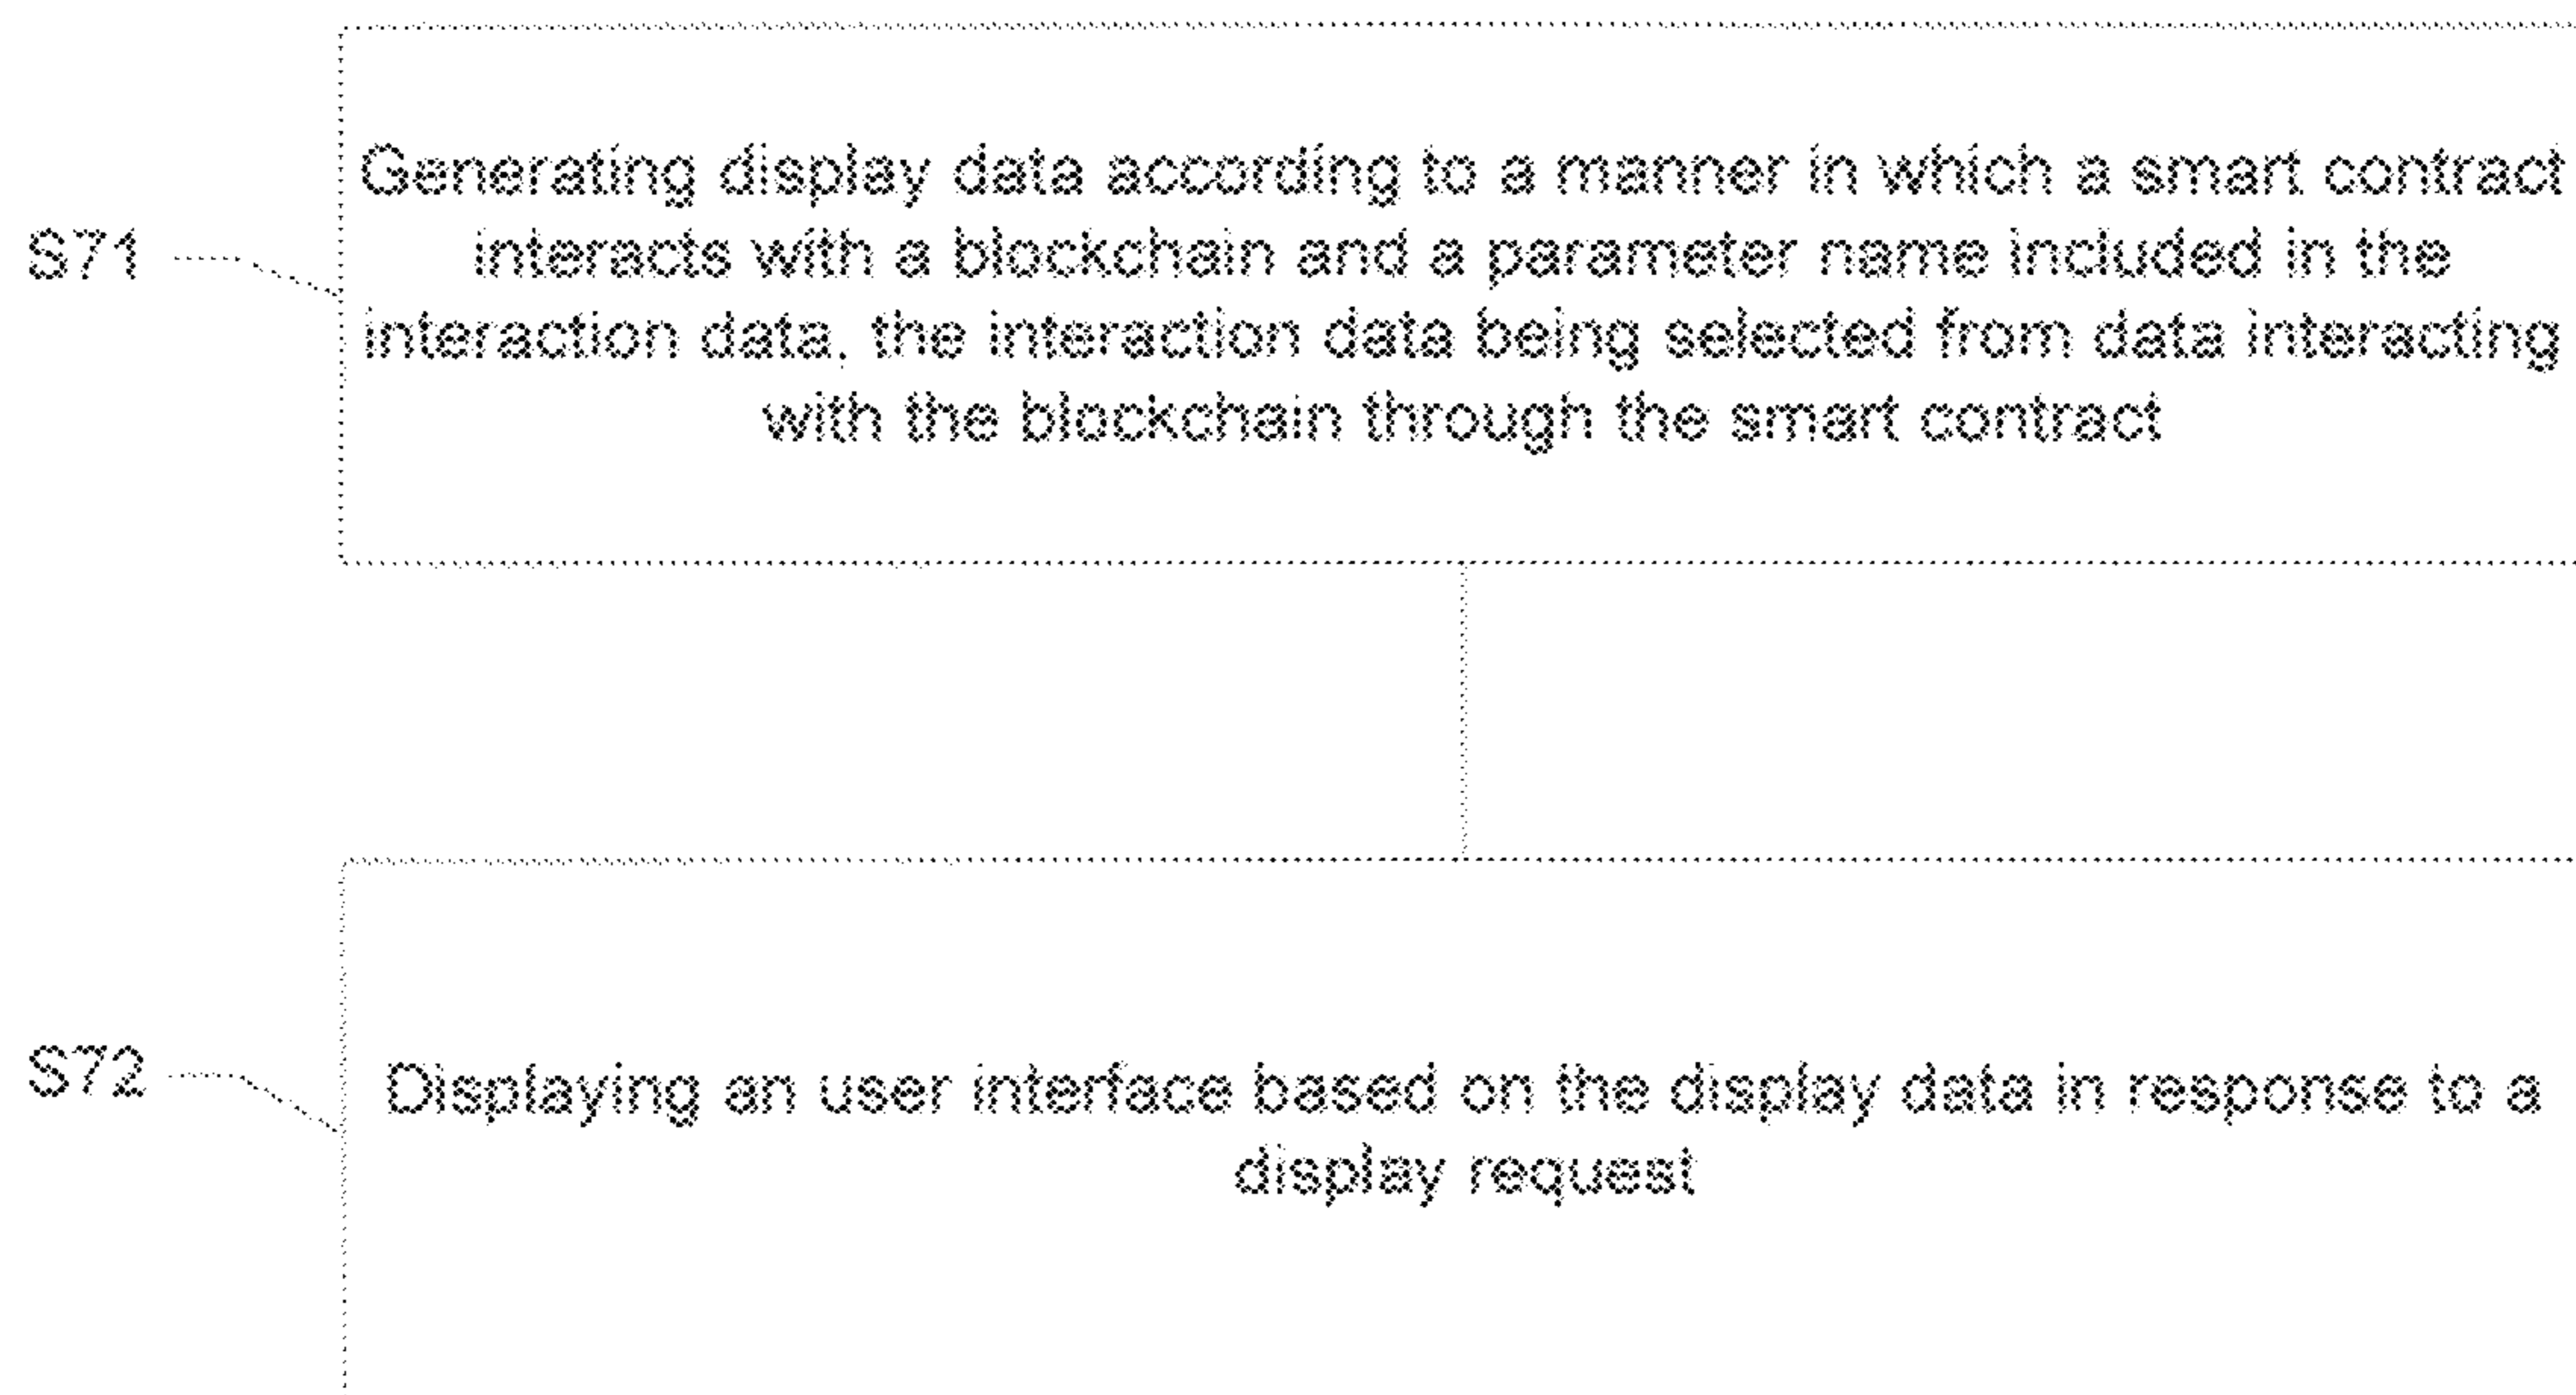 Generating display data according to a manner in which a smart contract
S71
interacts with a blockchain and a parameter name included in the
interaction data, the interaction data being selected from data interacting
with the blockchain through the smart contract
S72
Displaying an user interface based on the display data in response to a
display request